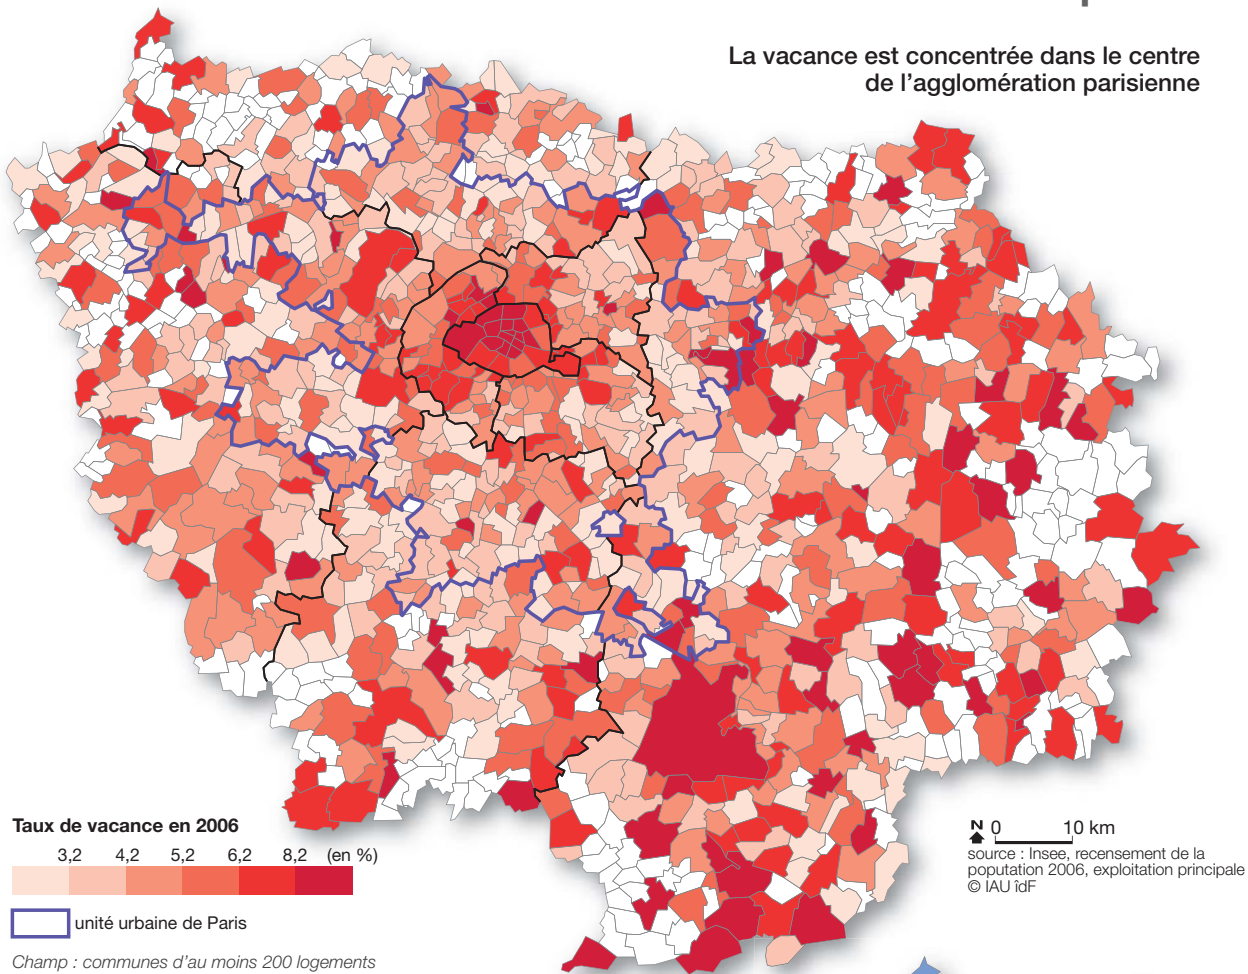 La vacance est concentrée dans le centre
de l'agglomération parisienne
Taux de vacance en 2006
3,2 4,2 5,2 6,2 8,2 (en %)
unité urbaine de Paris
Champ : communes d'au moins 200 logements
N 0 10 km
source : Insee, recensement de la
poputation 2006, exploitation principale
© IAU îdF